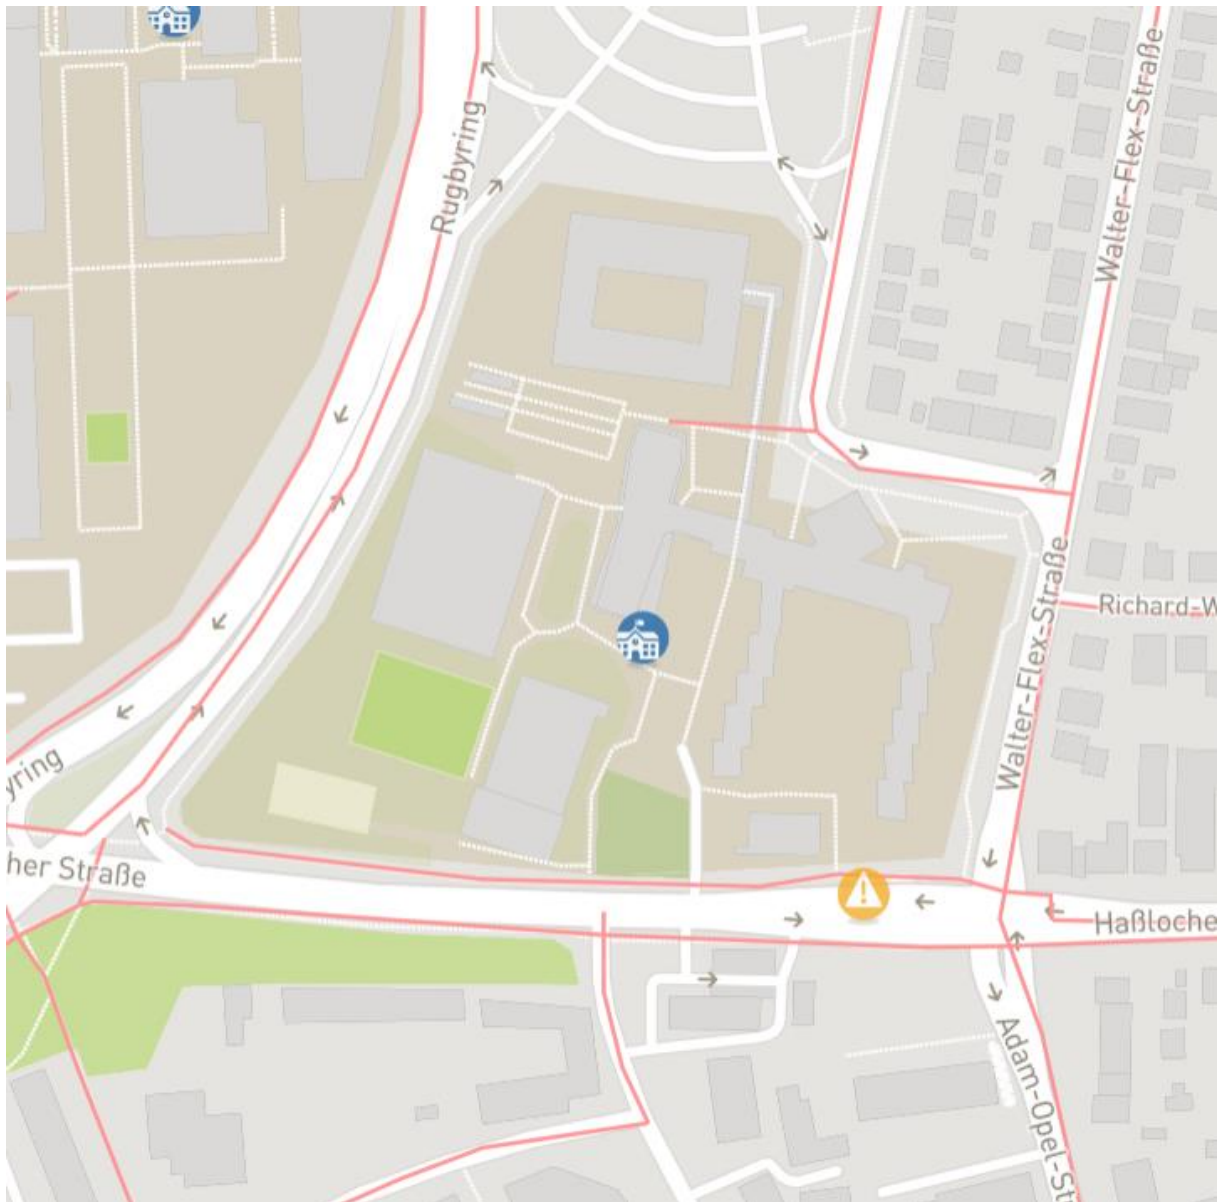 Rugbyring
Walter-Flex-Straße
Walter-Flex-Straße
Richard-W
yring
her Straße
Haßloche
Adam-Opel-St